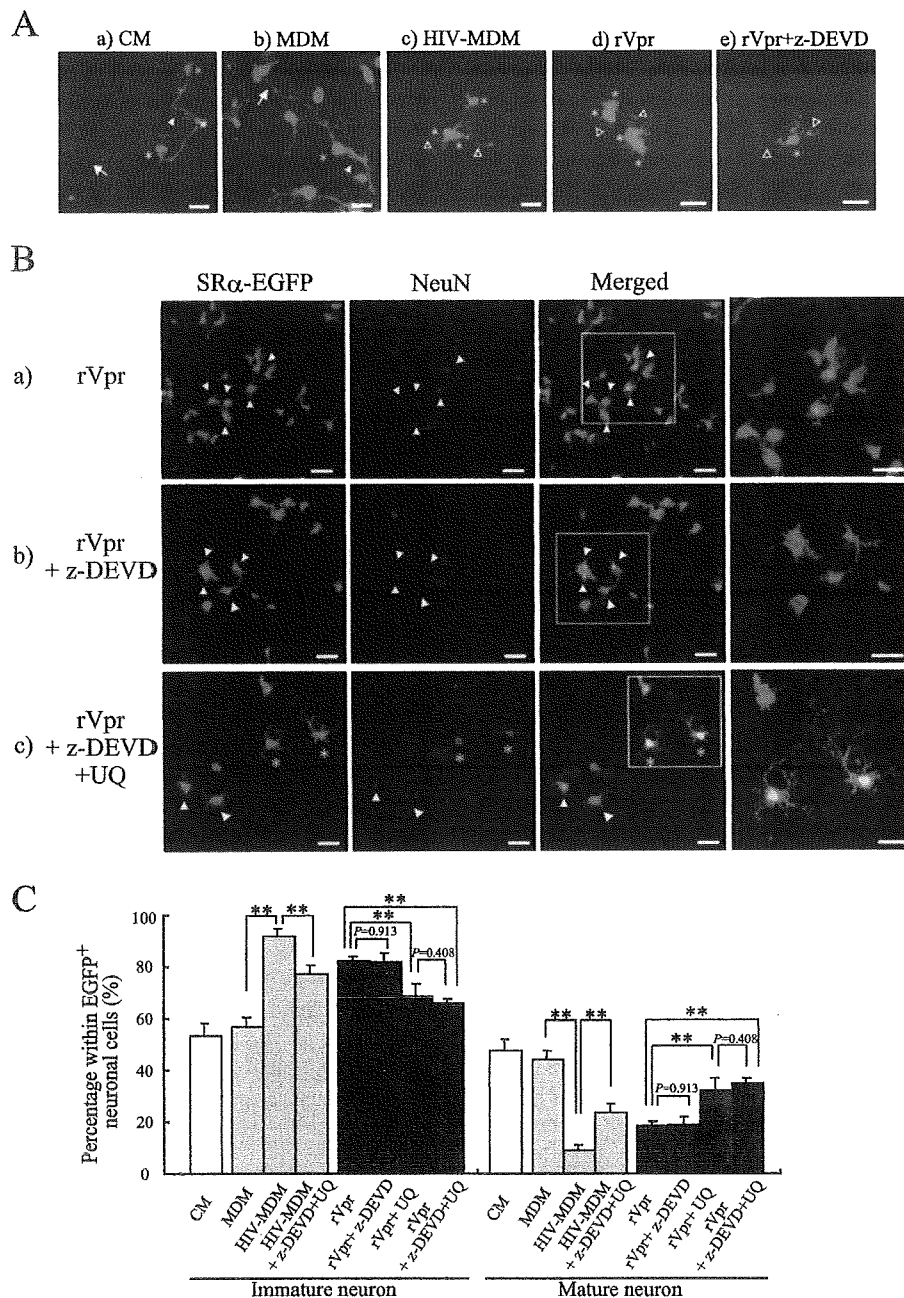 A
a) CM b) MDM c) HIV-MDM d) rVpr e) rVpr+z-DEVD
B
SRα-EGFP NeuN Merged
a) rVpr
b) rVpr
+ z-DEVD
c) rVpr
+ z-DEVD
+UQ
C
Percentage within EGFP+
neuronal cells (%)
100
80
60
40
20
0
** ** ** ** P=0.913 P=0.408
** ** ** ** P=0.913 P=0.408
CM
MDM
HIV-MDM
HIV-MDM
+ z-DEVD+UQ
rVpr
rVpr+ z-DEVD
rVpr+ UQ
rVpr
+ z-DEVD+UQ
CM
MDM
HIV-MDM
HIV-MDM
+ z-DEVD+UQ
rVpr
rVpr+ z-DEVD
rVpr+ UQ
rVpr
+ z-DEVD+UQ
Immature neuron Mature neuron